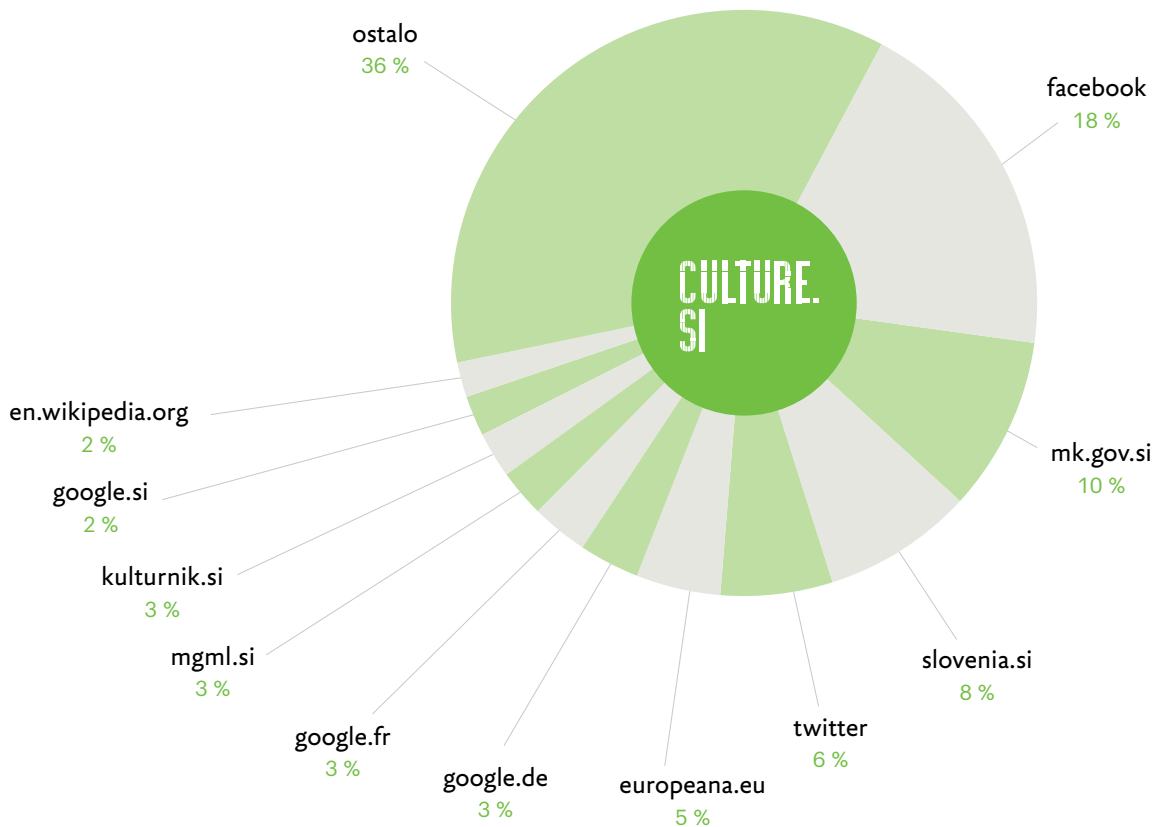 ostalo
36 %
facebook
18 %
CULTURE.
SI
mk.gov.si
10 %
slovenia.si
8 %
twitter
6 %
europeana.eu
5 %
google.de
3 %
google.fr
3 %
mgml.si
3 %
kulturnik.si
3 %
google.si
2 %
en.wikipedia.org
2 %